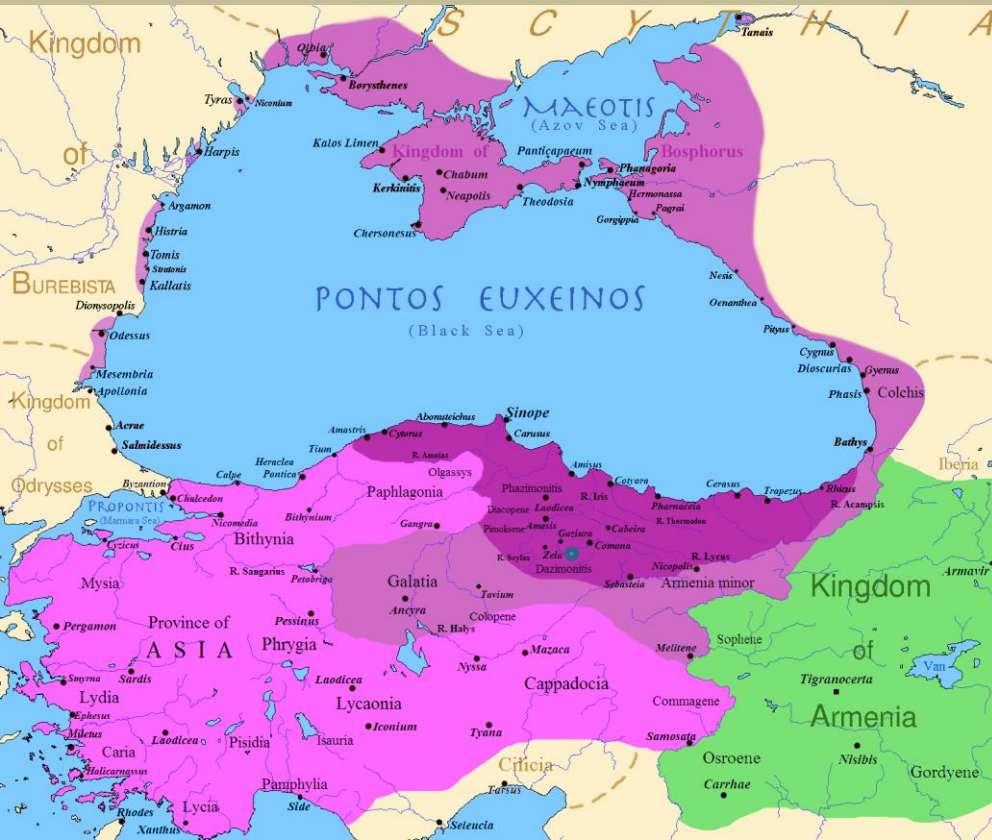 S C Y T H I A
Kingdom
of
BUREBISTA
Tanais
Olbia
Borysthenes
Tyras
Niconium
MAEOTIS
(Azov Sea)
Harpis
Kalos Limen
Kingdom of
Panticapaeum
Bosphorus
Chabum
Phanagoria
Kerkinitis
Neapolis
Nymphaeum
Theodosia
Hermonassa
Pagrai
Gorgippia
Chersonesus
Argamon
Histria
Tomis
Stratonis
Kallatis
Dionysopolis
Odessus
Mesembria
Apollonia
PONTOS EUXEINOS
(Black Sea)
Nesis
Oenanthea
Pityus
Cygnus
Dioscurias
Gyenus
Phasis
Colchis
Bathys
Kingdom
of
Odrysses
Acrae
Salmidessus
Byzantion
Chalcedon
PROPONTIS
(Marmara Sea)
Calpe
Heraclea
Pontica
Tium
Amastris
Cytorus
Abonuteichus
Sinope
Carusus
R. Amnias
Olgassys
Amisus
Cotyora
Pharnaceia
Cerasus
Trapezus
Rhizus
R. Acampsis
Iberia
Nicomedia
Bithynium
Bithynia
Paphlagonia
Gangra
Phazimonitis
R. Iris
Diacopene
Laodicea
Pimolisene
Amasis
Gaziura
Cabeira
R. Thermodon
Comana
R. Scylax
Zela
Dazimonitis
R. Lycus
Nicopolis
Sebasteia
Armenia minor
Cyzicus
Cius
R. Sangarius
Petobriga
Mysia
Galatia
Tavium
Ancyra
Colopene
R. Halys
Pergamon
Province of
ASIA
Pessinus
Phrygia
Nyssa
Mazaca
Melitene
Sophene
Kingdom
of
Armenia
Armavir
Van
Tigranocerta
Smyrna
Sardis
Lydia
Laodicea
Lycaonia
Cappadocia
Commagene
Ephesus
Miletus
Caria
Laodicea
Pisidia
Isauria
Iconium
Tyana
Samosata
Osroene
Nisibis
Gordyene
Carrhae
Halicarnassus
Pamphylia
Cilicia
Tarsus
Lycia
Side
Rhodes
Xanthus
Seleucia